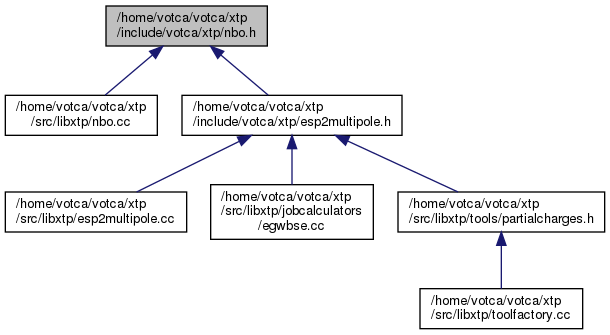 /home/votca/votca/xtp
/include/votca/xtp/nbo.h
/home/votca/votca/xtp
/src/libxtp/nbo.cc
/home/votca/votca/xtp
/include/votca/xtp/esp2multipole.h
/home/votca/votca/xtp
/src/libxtp/esp2multipole.cc
/home/votca/votca/xtp
/src/libxtp/jobcalculators
/egwbse.cc
/home/votca/votca/xtp
/src/libxtp/tools/partialcharges.h
/home/votca/votca/xtp
/src/libxtp/toolfactory.cc